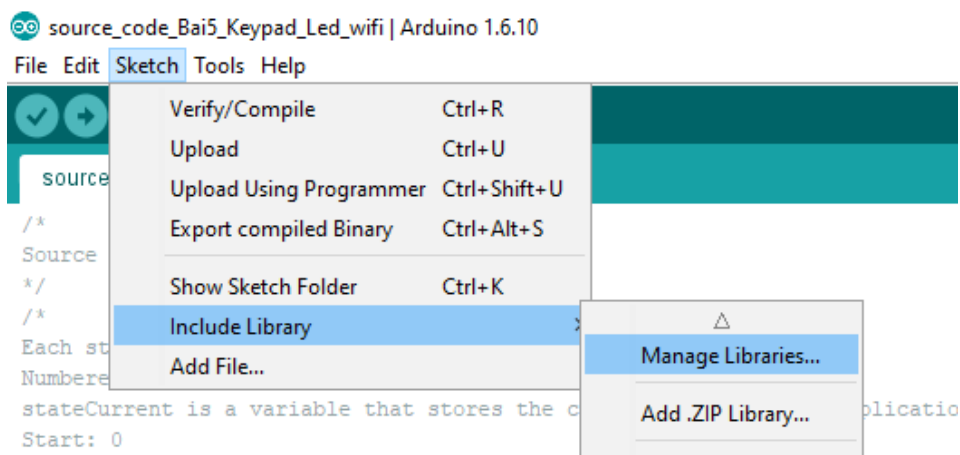 source_code_Bai5_Keypad_Led_wifi | Arduino 1.6.10
File Edit Sketch Tools Help
Verify/Compile Ctrl+R
Upload Ctrl+U
source
Upload Using Programmer Ctrl+Shift+U
/*
Export compiled Binary Ctrl+Alt+S
Source
*/
Show Sketch Folder Ctrl+K
/*
Include Library
Each st
Manage Libraries...
Add File...
Numbere
stateCurrent is a variable that stores the c
Add .ZIP Library...
plicatio
Start: 0